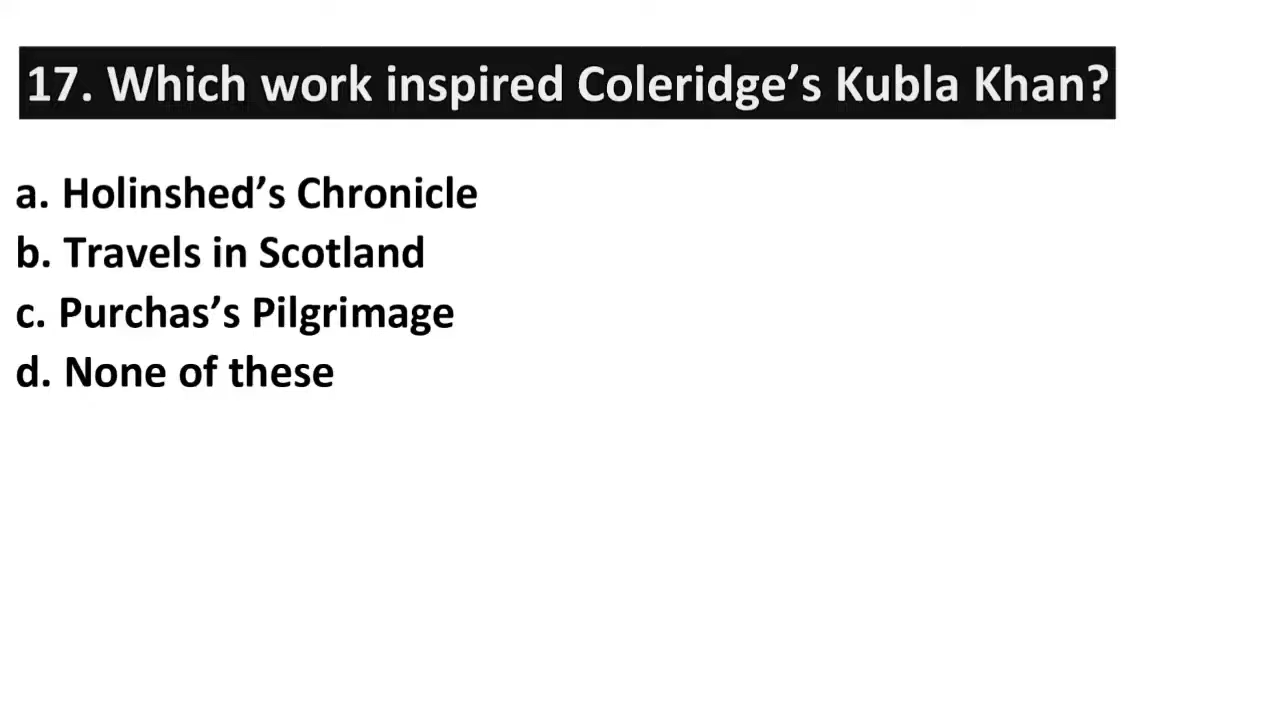 17. Which work inspired Coleridge’s Kubla Khan?
a. Holinshed’s Chronicle
b. Travels in Scotland
c. Purchas’s Pilgrimage
d. None of these